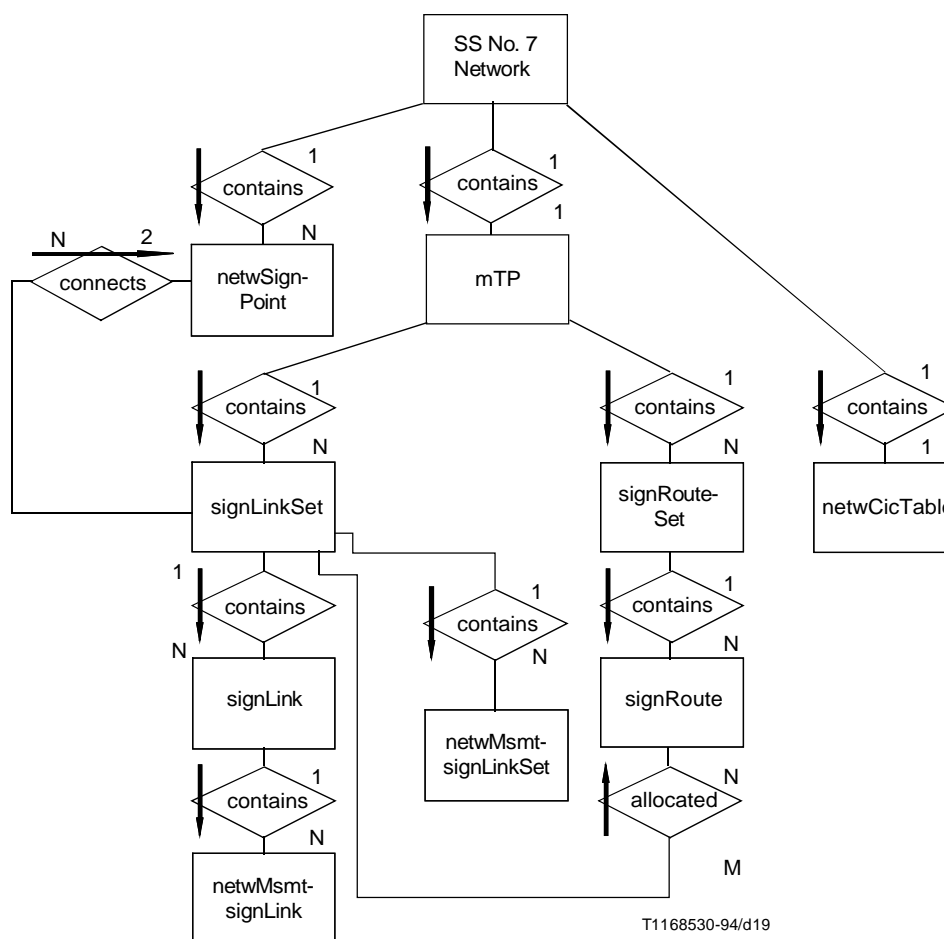 SS No. 7
Network
1
contains
N
1
contains
1
N 2
connects
netwSign-
Point
mTP
1
contains
N
1
contains
N
1
contains
1
signLinkSet
signRoute-
Set
netwCicTable
1
contains
N
1
contains
N
1
contains
N
signLink
netwMsmt-
signLinkSet
signRoute
1
contains
N
N
allocated
M
netwMsmt-
signLink
T1168530-94/d19